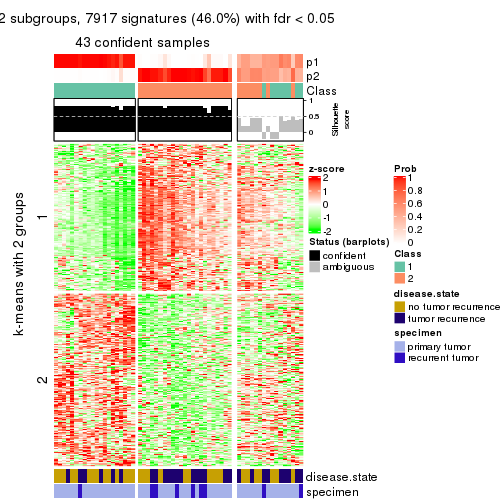 2 subgroups, 7917 signatures (46.0%) with fdr < 0.05
43 confident samples
p1
p2
Class
1
0.5
0
Silhouette
score
k-means with 2 groups
1
2
z-score
2
1
0
-1
-2
Status (barplots)
confident
ambiguous
Prob
1
0.8
0.6
0.4
0.2
0
Class
1
2
disease.state
no tumor recurrence
tumor recurrence
specimen
primary tumor
recurrent tumor
disease.state
specimen